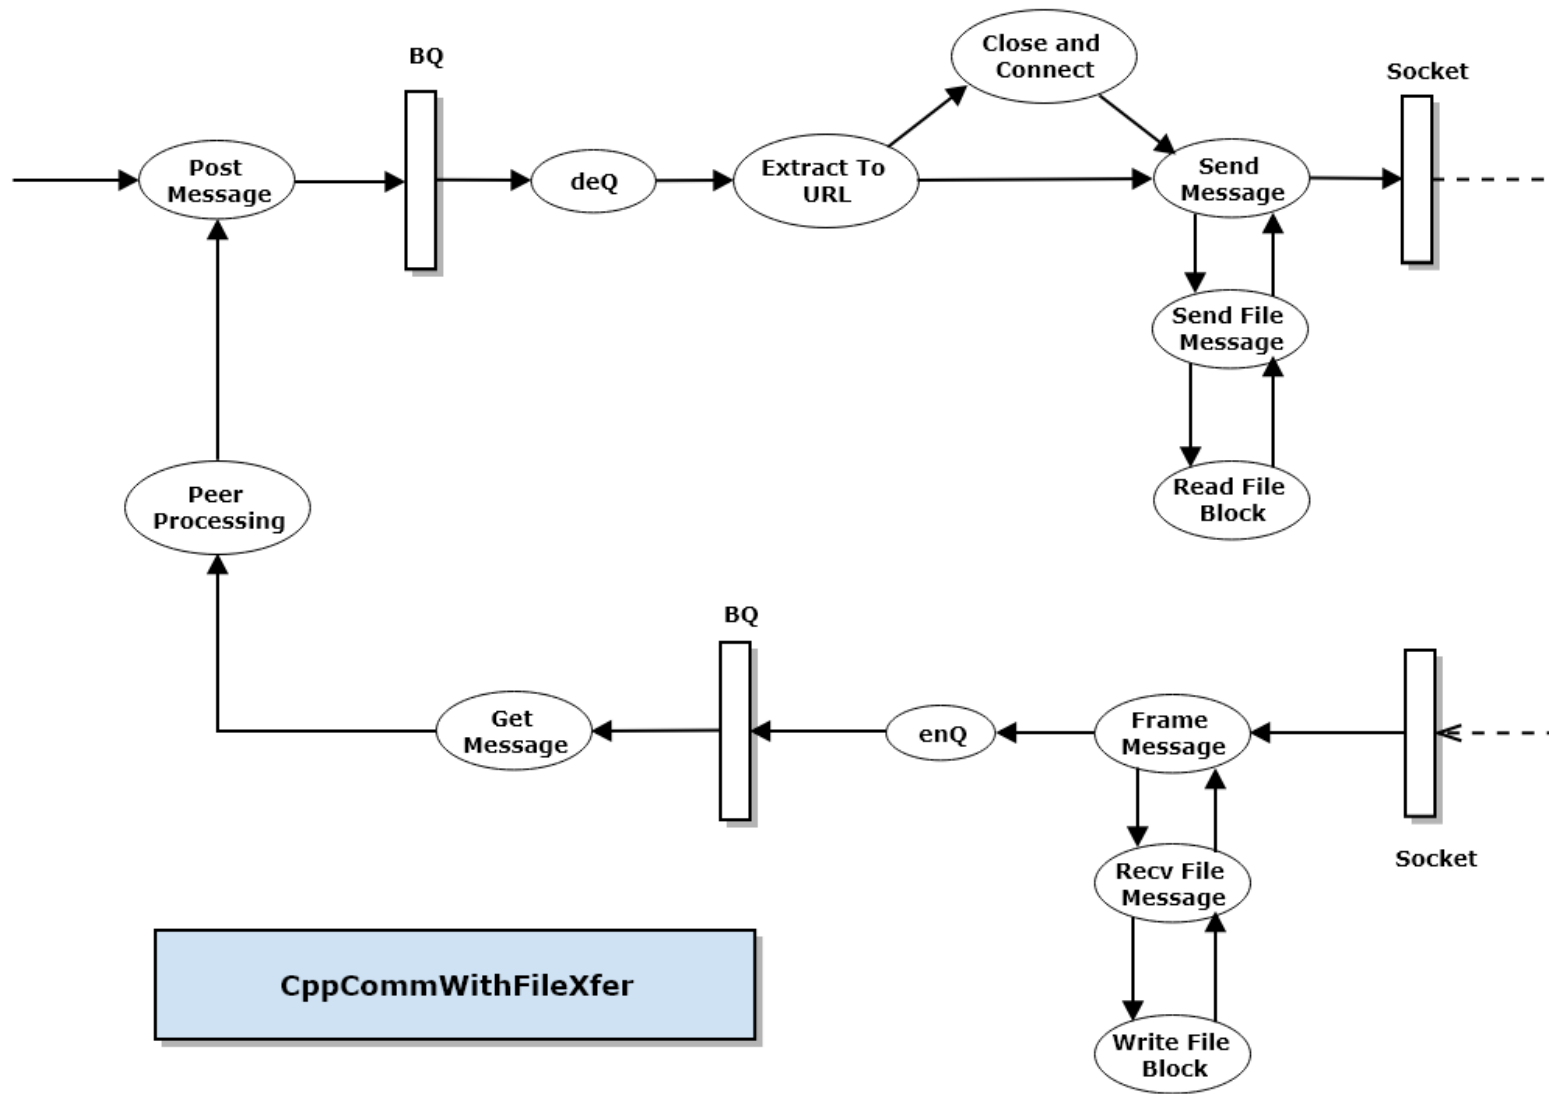 BQ
Close and
Connect
Socket
Post
Message
deQ
Extract To
URL
Send
Message
Send File
Message
Read File
Block
Peer
Processing
BQ
Get
Message
enQ
Frame
Message
Socket
Recv File
Message
Write File
Block
CppCommWithFileXfer